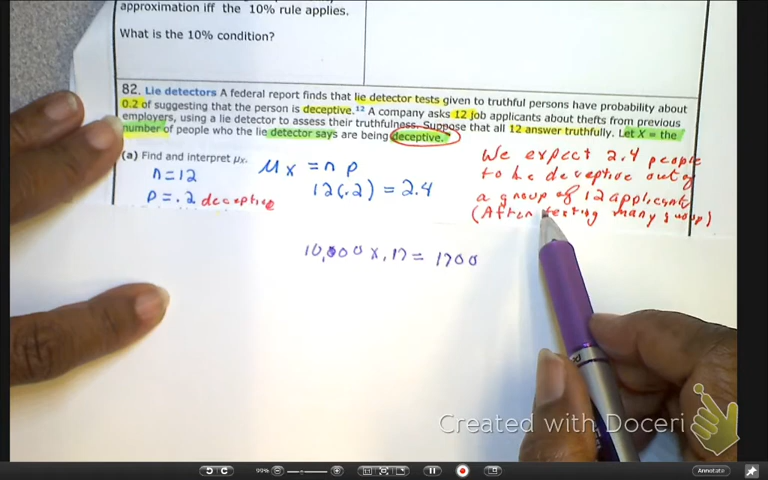 approximation iff the 10% rule applies.
What is the 10% condition?
82. Lie detectors A federal report finds that lie detector tests given to truthful persons have probability about
0.2 of suggesting that the person is deceptive.12 A company asks 12 job applicants about thefts from previous
employers, using a lie detector to assess their truthfulness. Suppose that all 12 answer truthfully. Let X = the
number of people who the lie detector says are being deceptive.
(a) Find and interpret μx.
μx = n p
n=12
12(.2) = 2.4
p=.2 deceptive
We expect 2.4 people
to be deceptive out of
a group of 12 applicants
(After testing many group)
10,000 x .17 = 1700
Created with Doceri
99%
Annotate